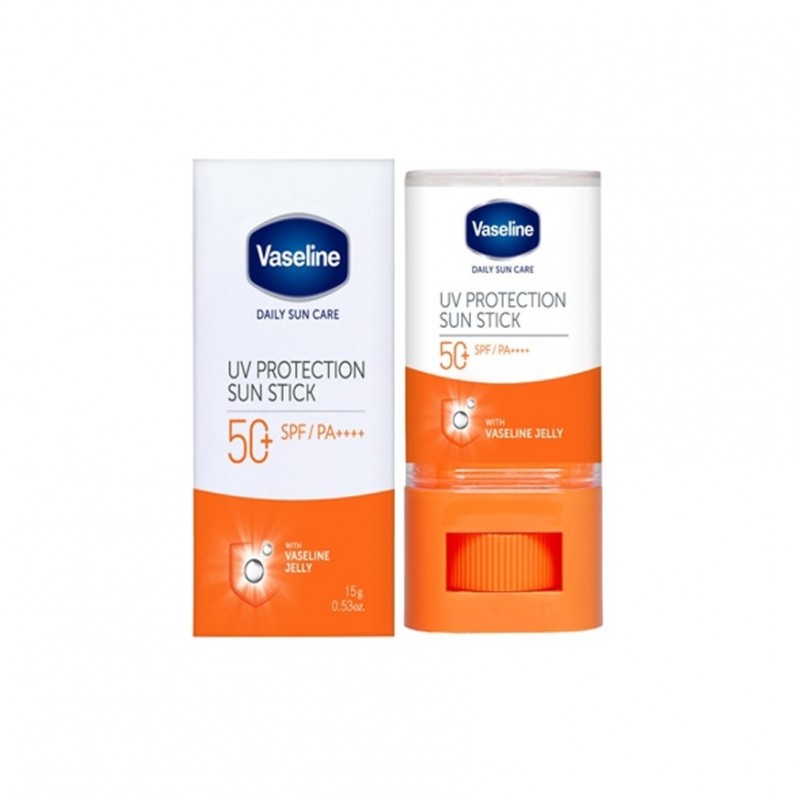 Vaseline
DAILY SUN CARE
UV PROTECTION
SUN STICK
50+ SPF/PA++++
WITH
VASELINE
JELLY
15g
0.53oz.
Vaseline
DAILY SUN CARE
UV PROTECTION
SUN STICK
50+ SPF/PA++++
WITH
VASELINE JELLY